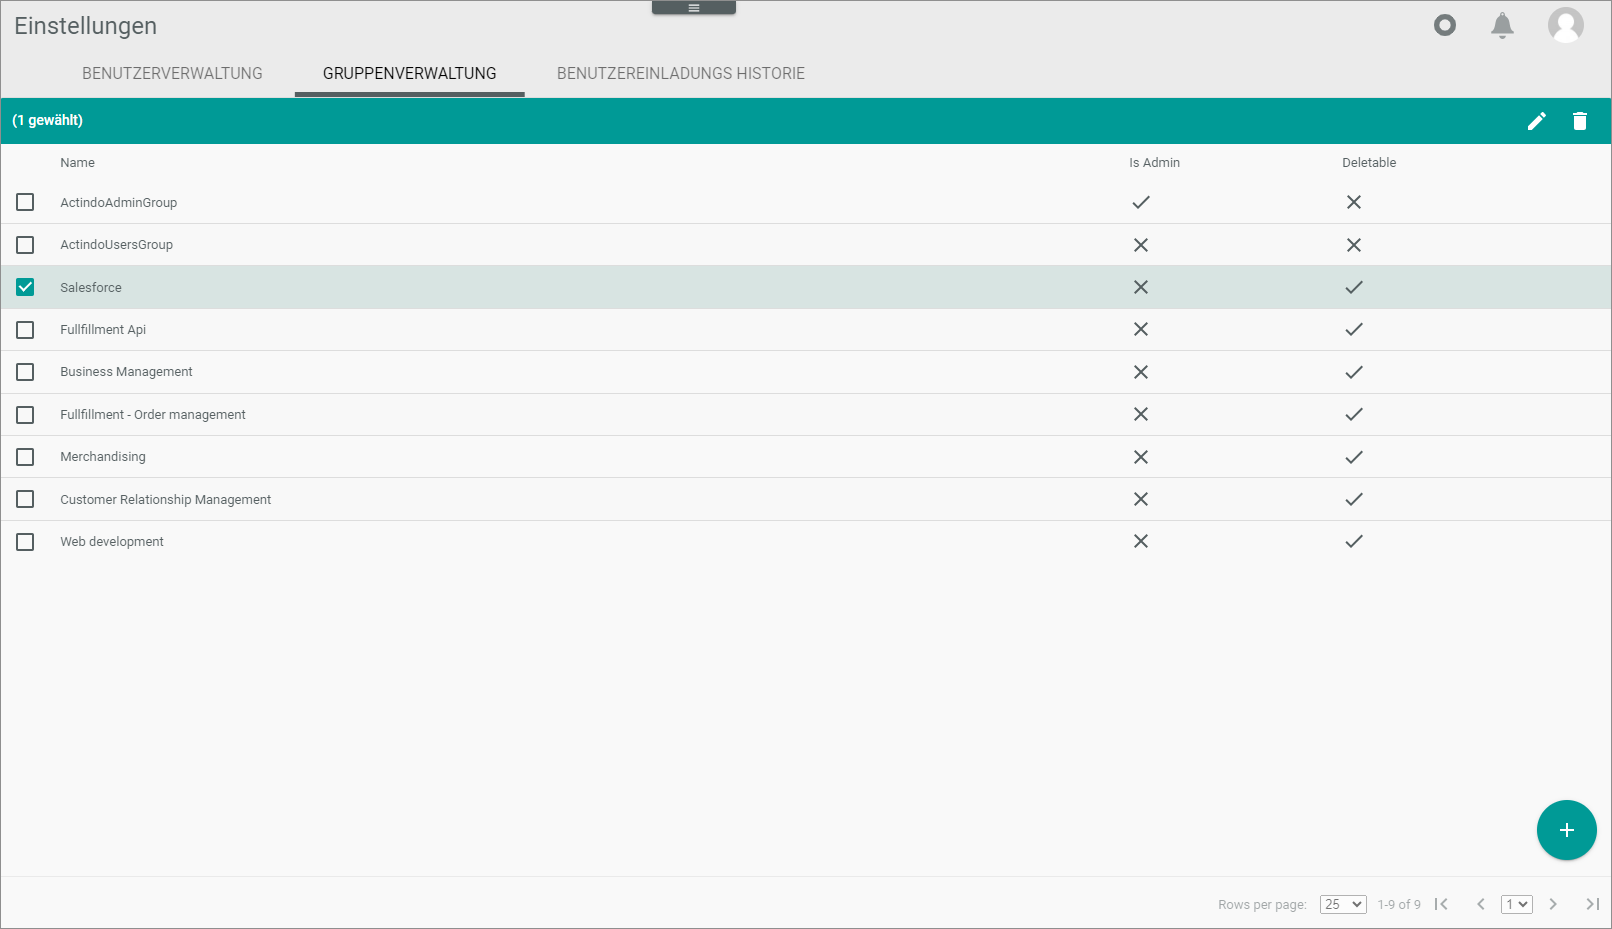 Einstellungen
BENUTZERVERWALTUNG GRUPPENVERWALTUNG BENUTZEREINLADUNGS HISTORIE
(1 gewählt)
Name Is Admin Deletable
ActindoAdminGroup
ActindoUsersGroup
Salesforce
Fullfillment Api
Business Management
Fullfillment - Order management
Merchandising
Customer Relationship Management
Web development
Rows per page: 25 1-9 of 9 1